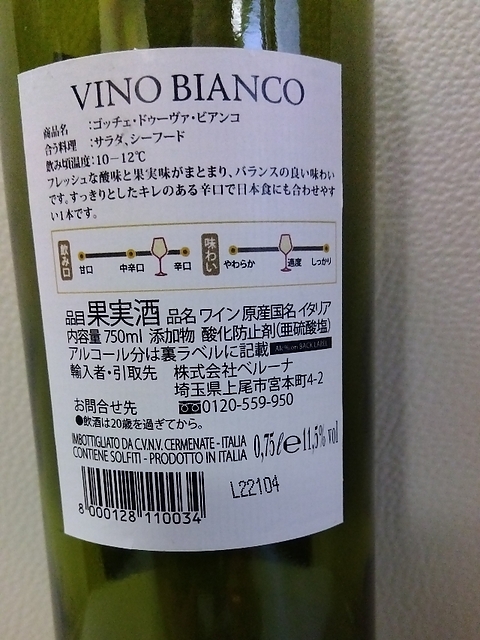 VINO BIANCO
商品名 :ゴッチェ・ドゥーヴァ・ビアンコ
合う料理 :サラダ、シーフード
飲み頃温度:10-12℃
フレッシュな酸味と果実味がまとまり、バランスの良い味わい
です。すっきりとしたキレのある辛口で日本食にも合わせやす
い1本です。
飲み口 甘口 中辛口 辛口 味わい やわらか 適度 しっかり
品目 果実酒 品名 ワイン 原産国名 イタリア
内容量 750ml 添加物 酸化防止剤(亜硫酸塩)
アルコール分は裏ラベルに記載 Alc% on BACK LABEL
輸入者・引取先 株式会社ベルーナ
埼玉県上尾市宮本町4-2
お問合せ先 0120-559-950
●飲酒は20歳を過ぎてから。
IMBOTTIGLIATO DA C.V.N.V. CERMENATE - ITALIA
CONTIENE SOLFITI - PRODOTTO IN ITALIA
0,75ℓ e 11,5% vol
L22104
8 000128 110034